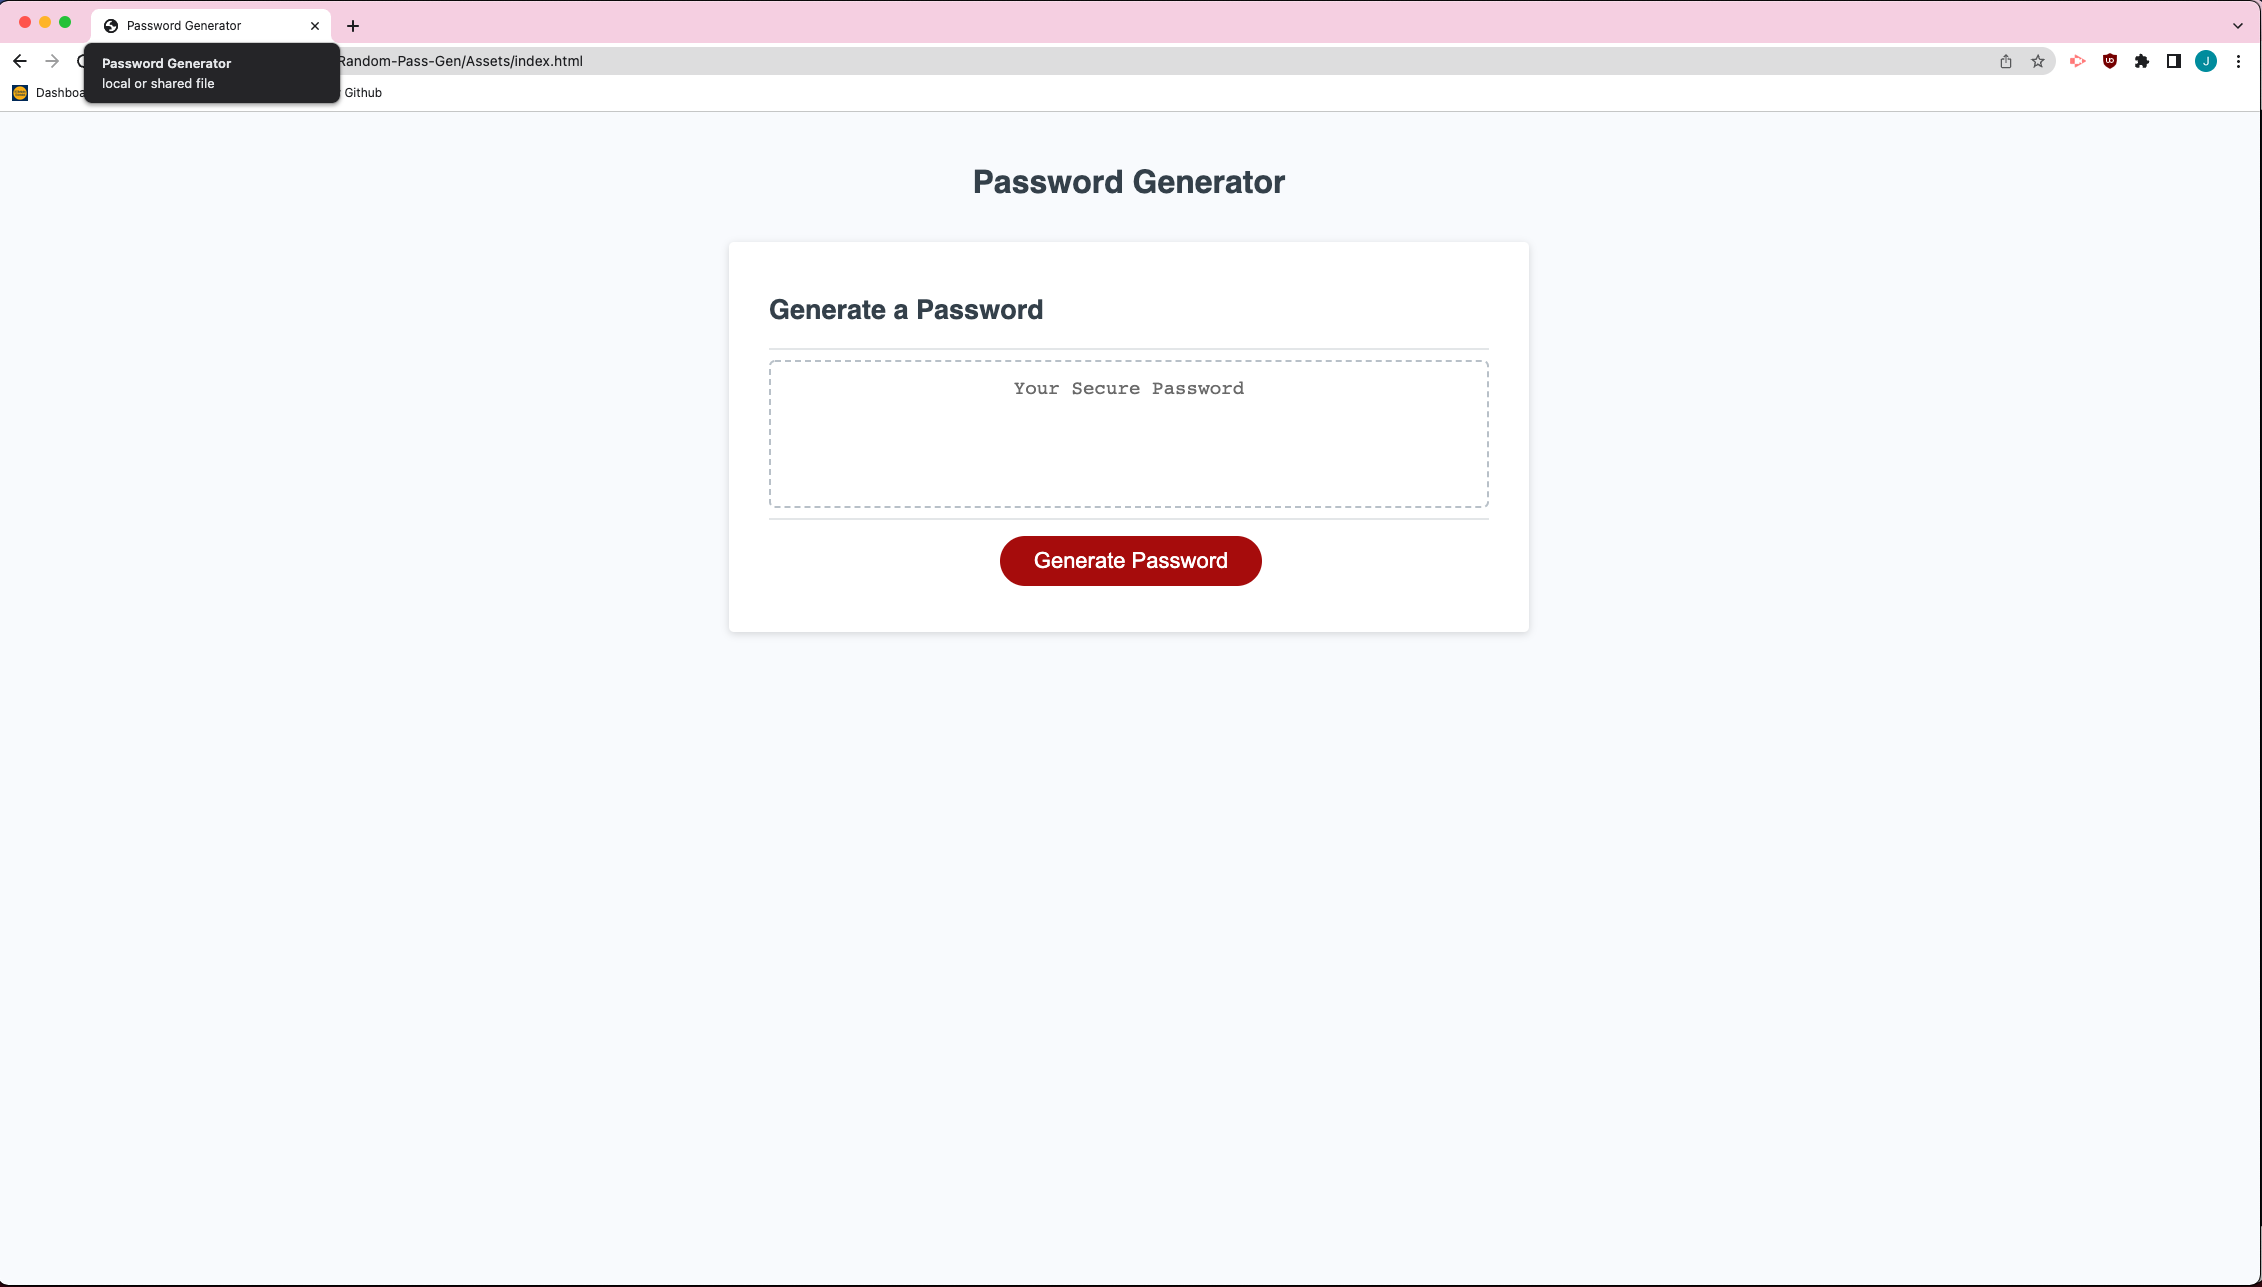 Password Generator
Password Generator
local or shared file
Random-Pass-Gen/Assets/index.html
J
Github
Password Generator
Generate a Password
Your Secure Password
Generate Password